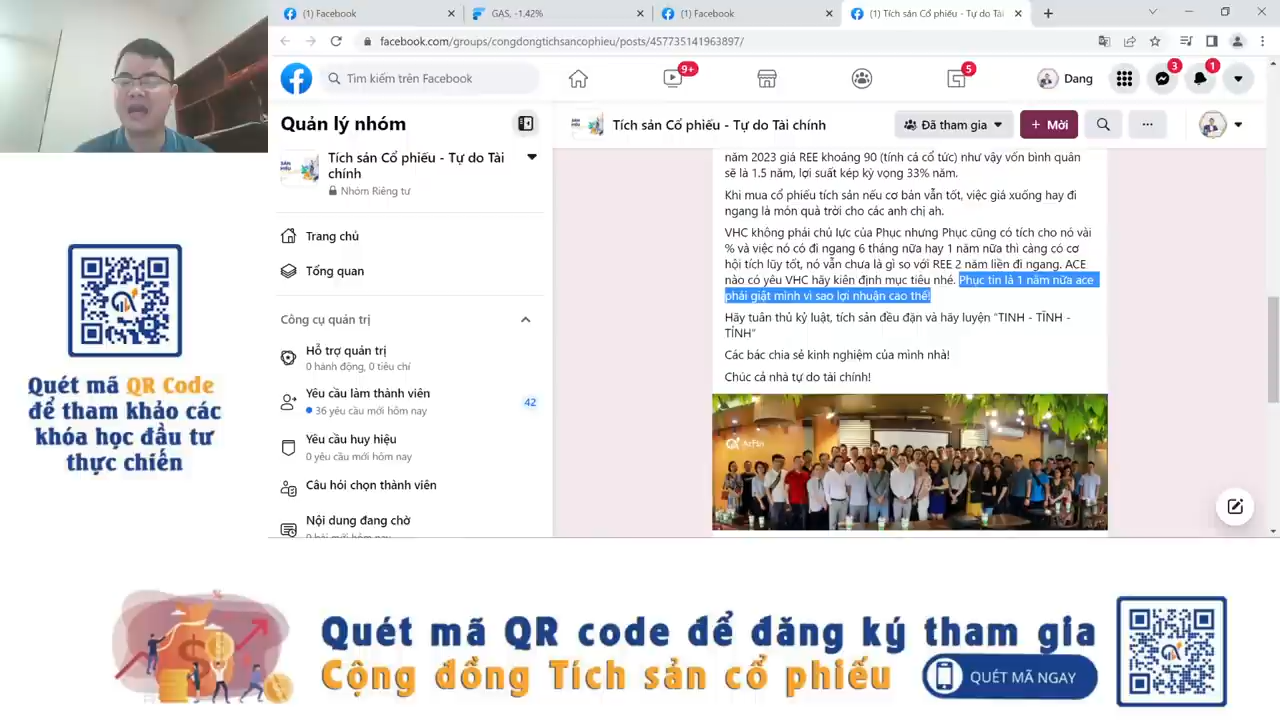 (1) Facebook
GAS, -1.42%
(1) Facebook
(1) Tích sản Cổ phiếu - Tự do Tài
facebook.com/groups/congdongtichsancophieu/posts/457735141963897/
Tìm kiếm trên Facebook
9+
5
Dang
3
1
Quản lý nhóm
Tích sản Cổ phiếu - Tự do Tài
chính
Nhóm Riêng tư
Trang chủ
Tổng quan
Công cụ quản trị
Hỗ trợ quản trị
0 hành động, 0 tiêu chí
Yêu cầu làm thành viên
36 yêu cầu mới hôm nay
42
Yêu cầu huy hiệu
0 yêu cầu mới hôm nay
Câu hỏi chọn thành viên
Nội dung đang chờ
0 bài mới hôm nay
Tích sản Cổ phiếu - Tự do Tài chính
Đã tham gia
+ Mời
năm 2023 giá REE khoảng 90 (tính cả cổ tức) như vậy vốn bình quân
sẽ là 1.5 năm, lợi suất kép kỳ vọng 33% năm.
Khi mua cổ phiếu tích sản nếu cơ bản vẫn tốt, việc giá xuống hay đi
ngang là món quà trời cho các anh chị ah.
VHC không phải chủ lực của Phục nhưng Phục cũng có tích cho nó vài
% và việc nó có đi ngang 6 tháng nữa hay 1 năm nữa thì càng có cơ
hội tích lũy tốt, nó vẫn chưa là gì so với REE 2 năm liền đi ngang. ACE
nào có yêu VHC hãy kiên định mục tiêu nhé. Phục tin là 1 năm nữa ace
phải giật mình vì sao lợi nhuận cao thế!
Hãy tuân thủ kỷ luật, tích sản đều đặn và hãy luyện “TINH - TĨNH -
TỈNH”
Các bác chia sẻ kinh nghiệm của mình nhà!
Chúc cả nhà tự do tài chính!
AzFin
Quét mã QR Code
để tham khảo các
khóa học đầu tư
thực chiến
Quét mã QR code để đăng ký tham gia
Cộng đồng Tích sản cổ phiếu
QUÉT MÃ NGAY